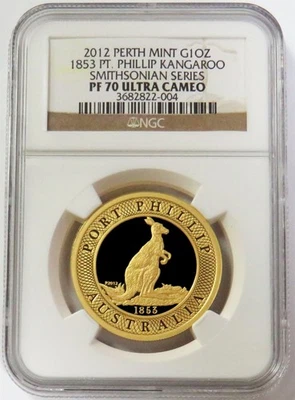 2012 PERTH MINT G1OZ
1853 PT. PHILLIP KANGAROO
SMITHSONIAN SERIES
PF 70 ULTRA CAMEO
3682822-004
NGC
PORT PHILLIP
P2012
1853
AUSTRALIA